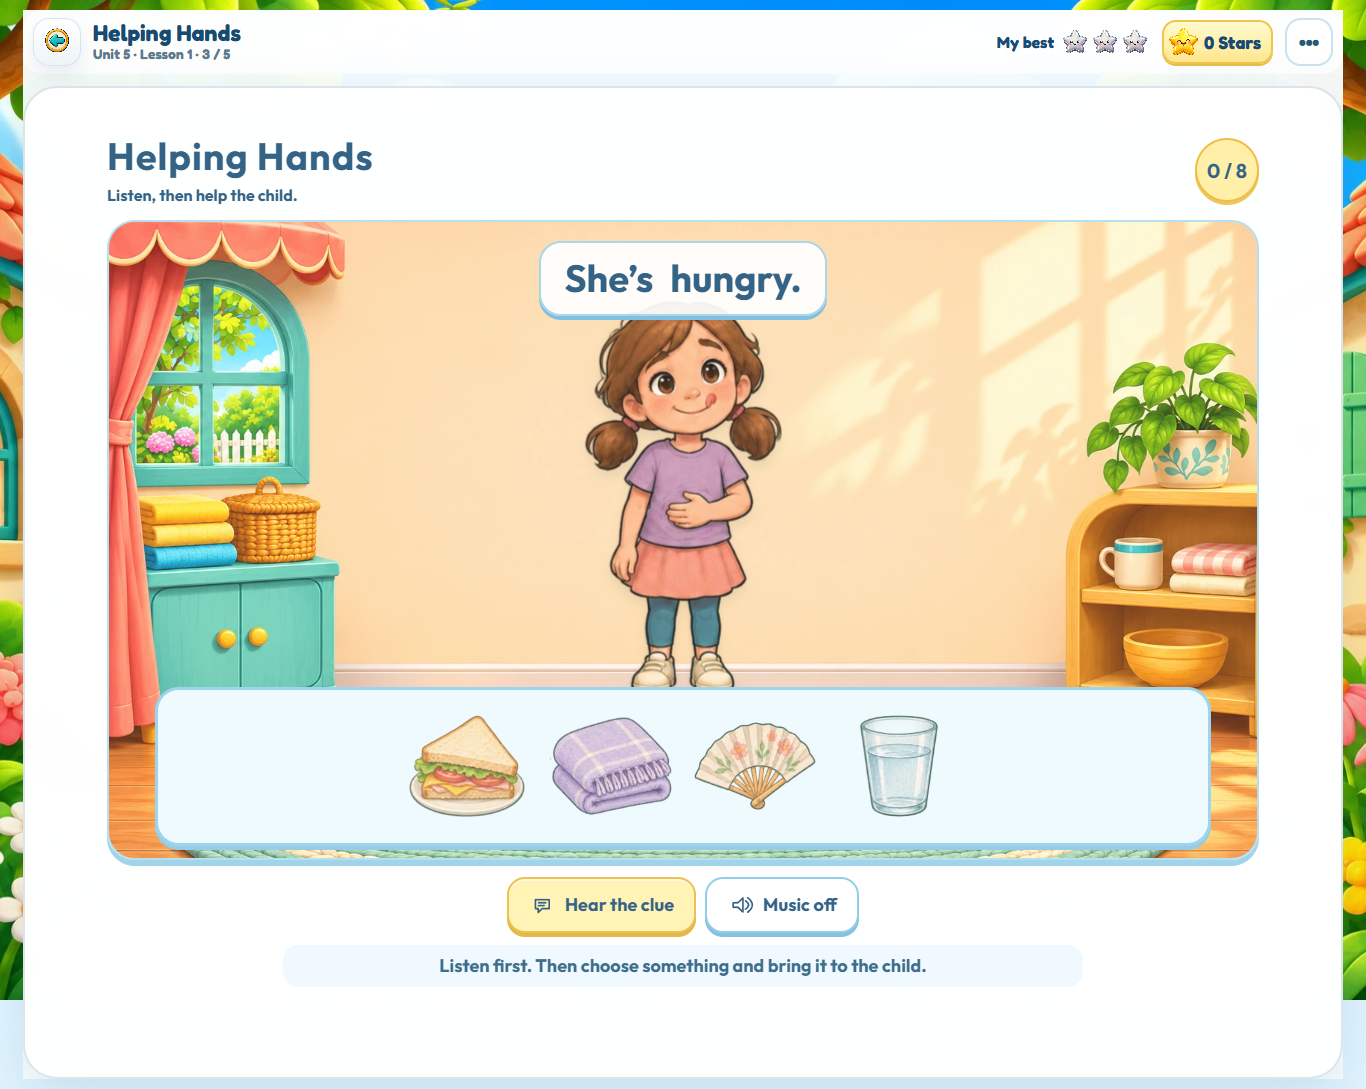 Helping Hands
Unit 5 · Lesson 1 · 3 / 5
My best
0 Stars
Helping Hands
Listen, then help the child.
0 / 8
She’s hungry.
Hear the clue
Music off
Listen first. Then choose something and bring it to the child.